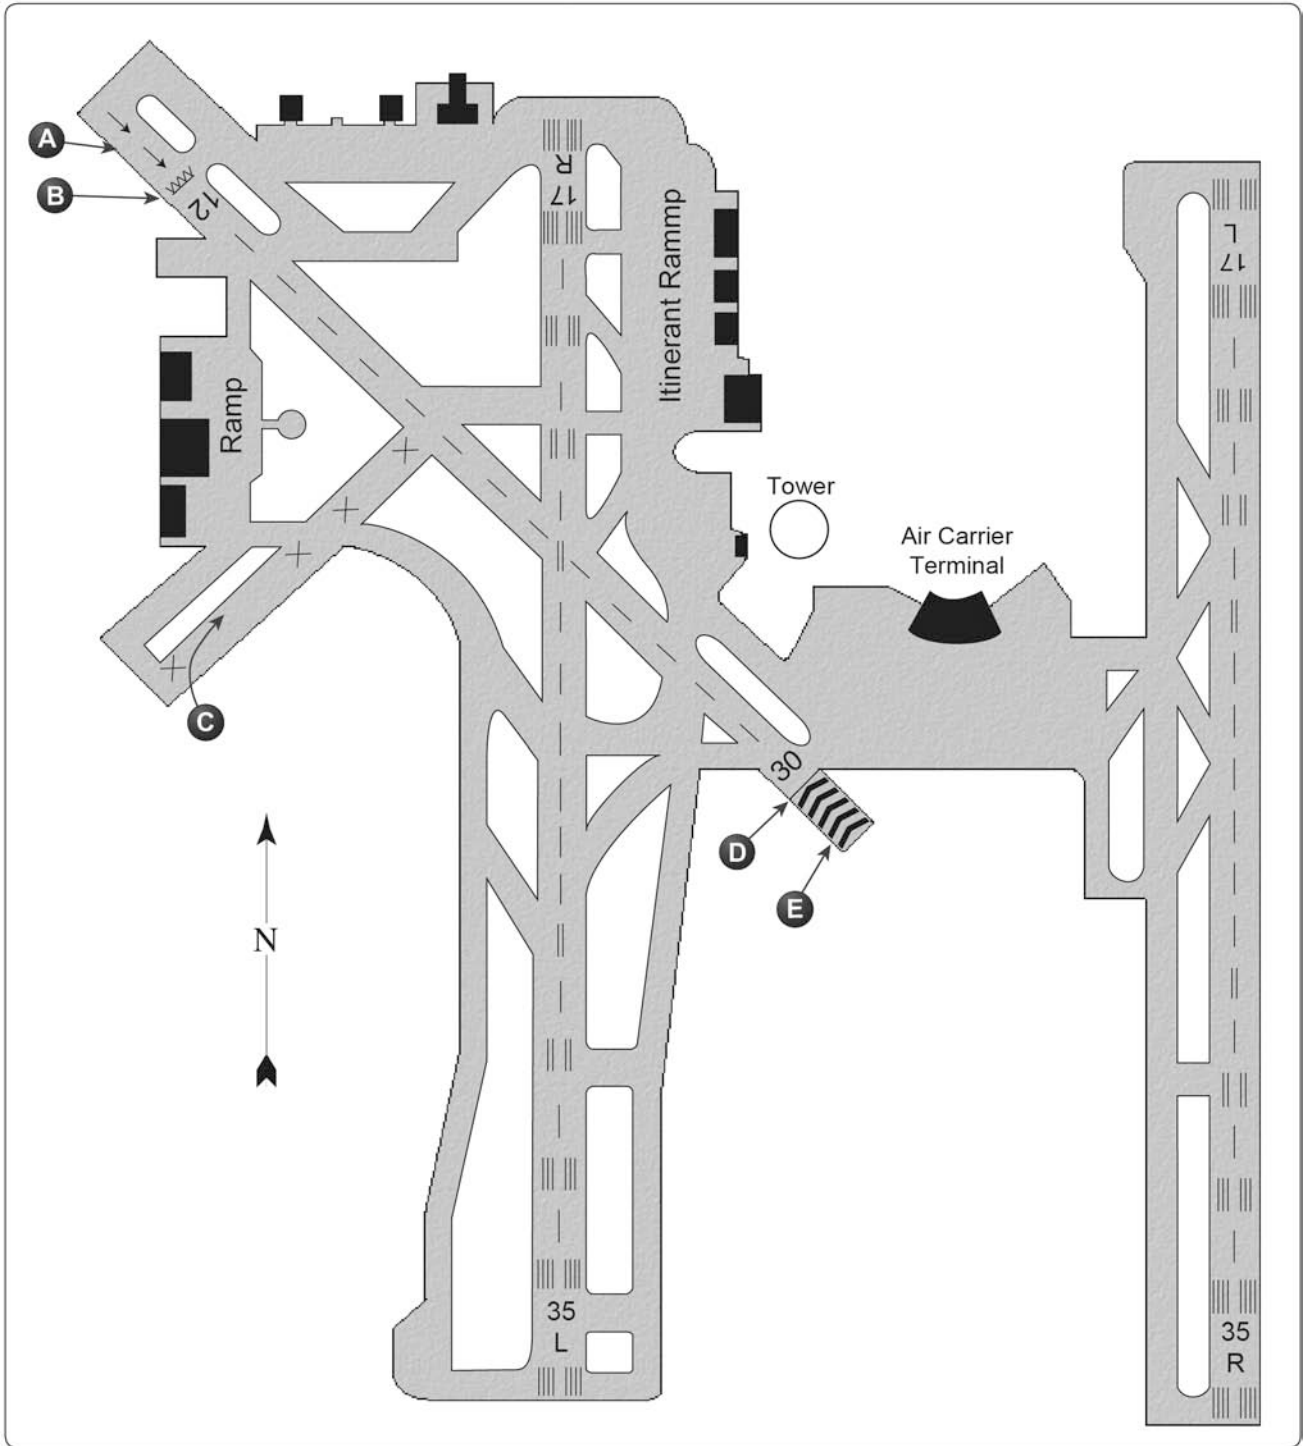 A
B
12
R
17
Itinerant Rammp
L
17
Ramp
Tower
Air Carrier
Terminal
C
30
D
E
N
35
L
35
R